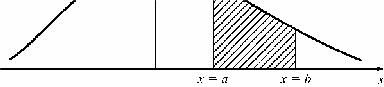 x = a x = b x